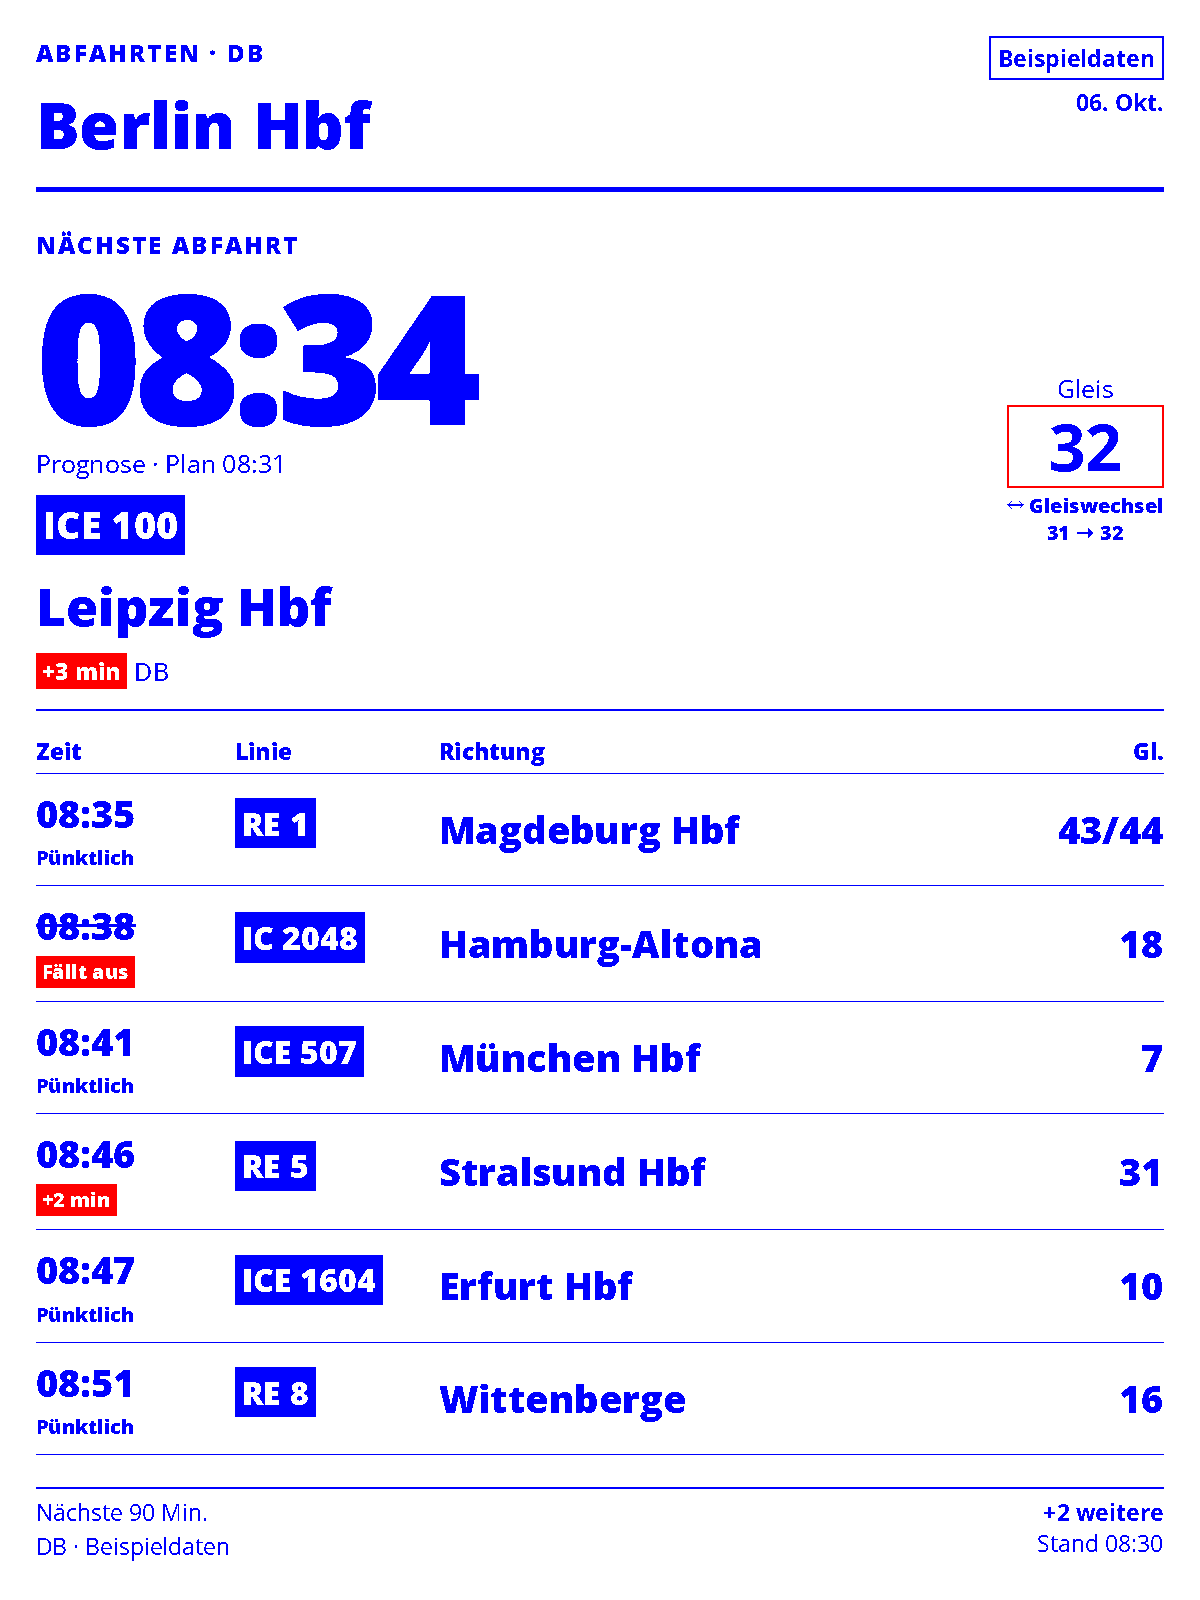 ABFAHRTEN · DB
Beispieldaten
Berlin Hbf
06. Okt.
NÄCHSTE ABFAHRT
08:34
Prognose · Plan 08:31
Gleis
32
↔ Gleiswechsel
31 → 32
ICE 100
Leipzig Hbf
+3 min DB
Zeit Linie Richtung Gl.
08:35 RE 1 Magdeburg Hbf 43/44
Pünktlich
08:38 IC 2048 Hamburg-Altona 18
Fällt aus
08:41 ICE 507 München Hbf 7
Pünktlich
08:46 RE 5 Stralsund Hbf 31
+2 min
08:47 ICE 1604 Erfurt Hbf 10
Pünktlich
08:51 RE 8 Wittenberge 16
Pünktlich
Nächste 90 Min. +2 weitere
DB · Beispieldaten Stand 08:30